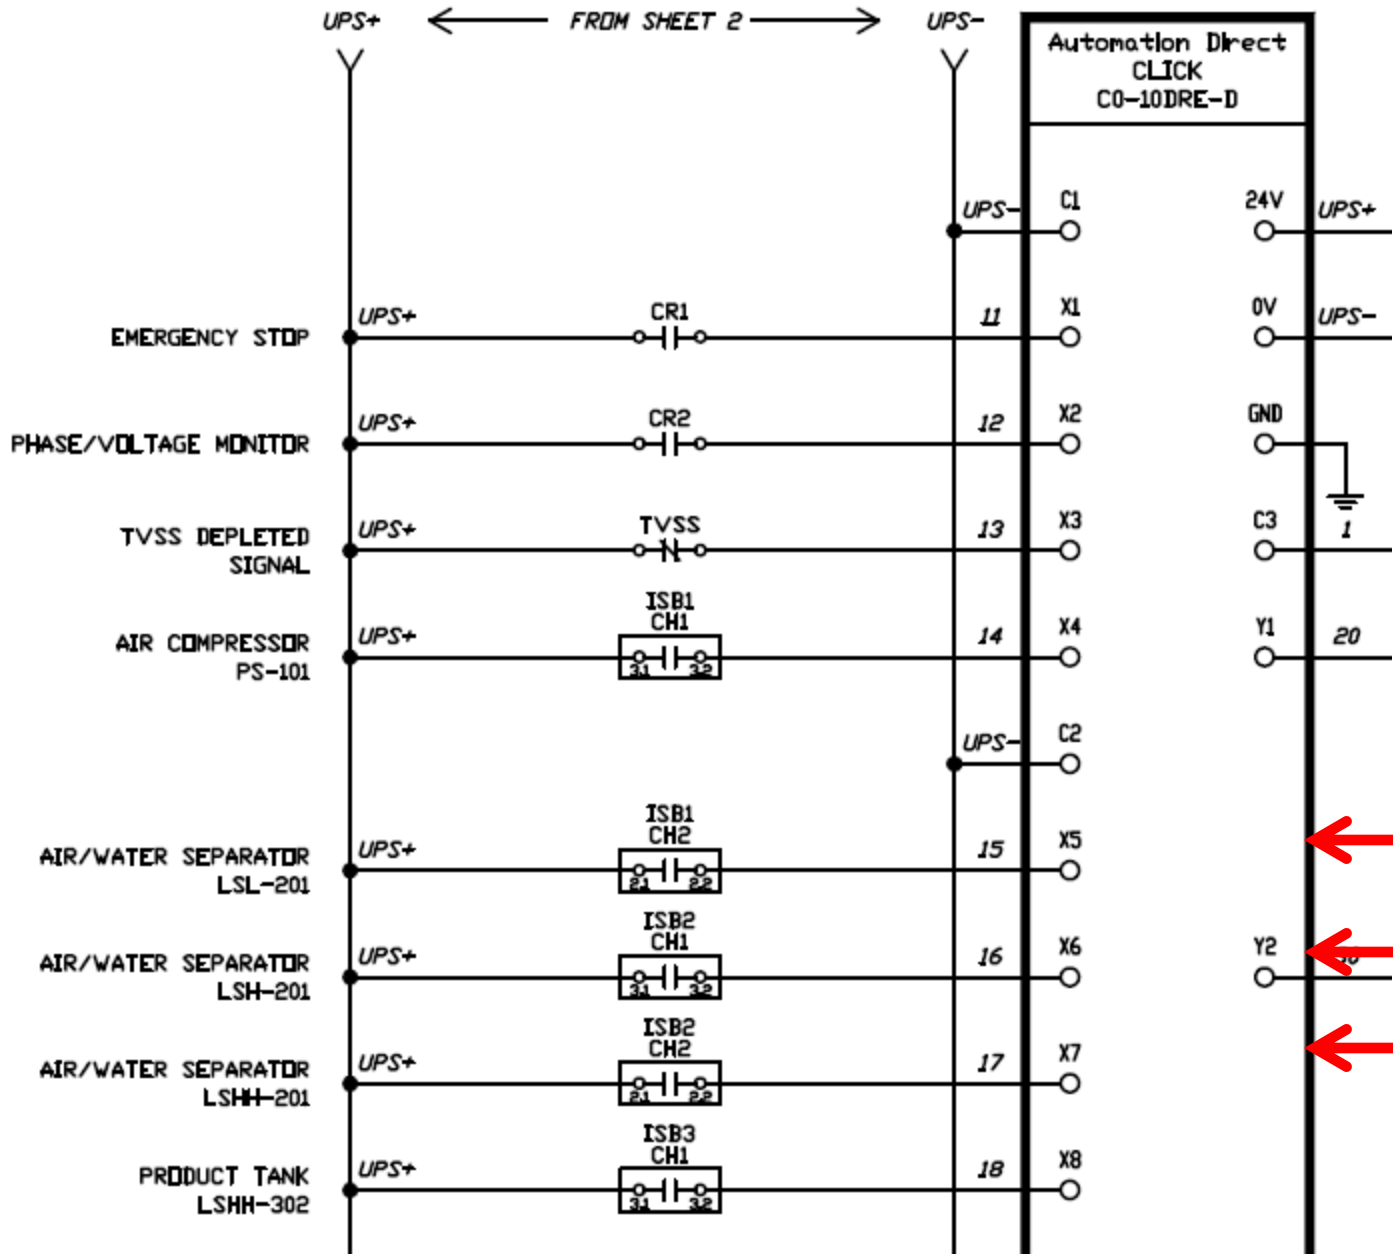 UPS+ FROM SHEET 2 UPS-
Automation Direct
CLICK
C0-10DRE-D
UPS- C1 24V UPS+
EMERGENCY STOP UPS+ CR1 11 X1 0V UPS-
PHASE/VOLTAGE MONITOR UPS+ CR2 12 X2 GND
TVSS DEPLETED
SIGNAL
UPS+ TVSS 13 X3 C3 1
AIR COMPRESSOR
PS-101
UPS+ ISB1
CH1
31 32
14 X4 Y1 20
UPS- C2
AIR/WATER SEPARATOR
LSL-201
UPS+ ISB1
CH2
21 22
15 X5
AIR/WATER SEPARATOR
LSH-201
UPS+ ISB2
CH1
31 32
16 X6 Y2
AIR/WATER SEPARATOR
LSHH-201
UPS+ ISB2
CH2
21 22
17 X7
PRODUCT TANK
LSHH-302
UPS+ ISB3
CH1
31 32
18 X8